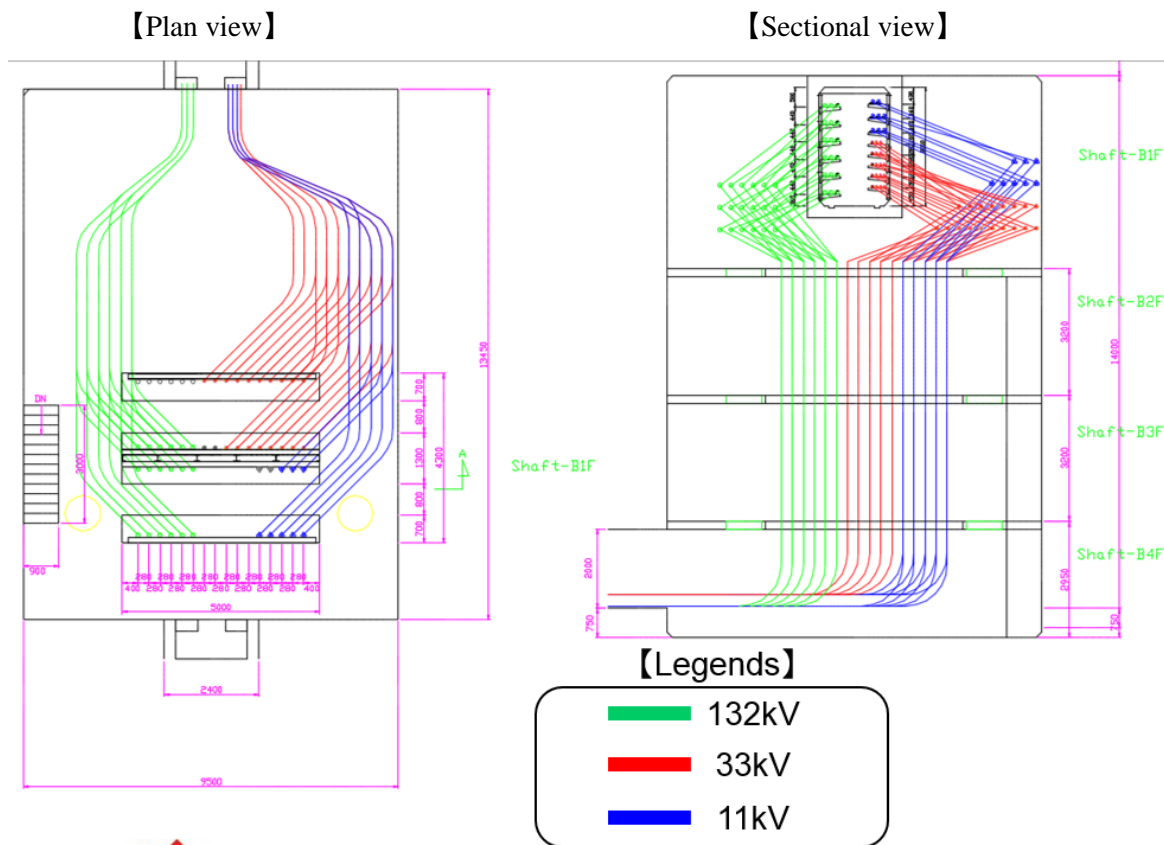 【Plan view】
【Sectional view】
Shaft-B1F
Shaft-B2F
Shaft-B3F
Shaft-B4F
3200
3200
2950
14000
750
2000
750
13450
DN
3000
900
700
800
1300
800
700
4300
A
Shaft-B1F
280 280 280 280 280 280 280 280
400 280 280 280 280 280 280 280 400
5000
2400
9500
【Legends】
132kV
33kV
11kV